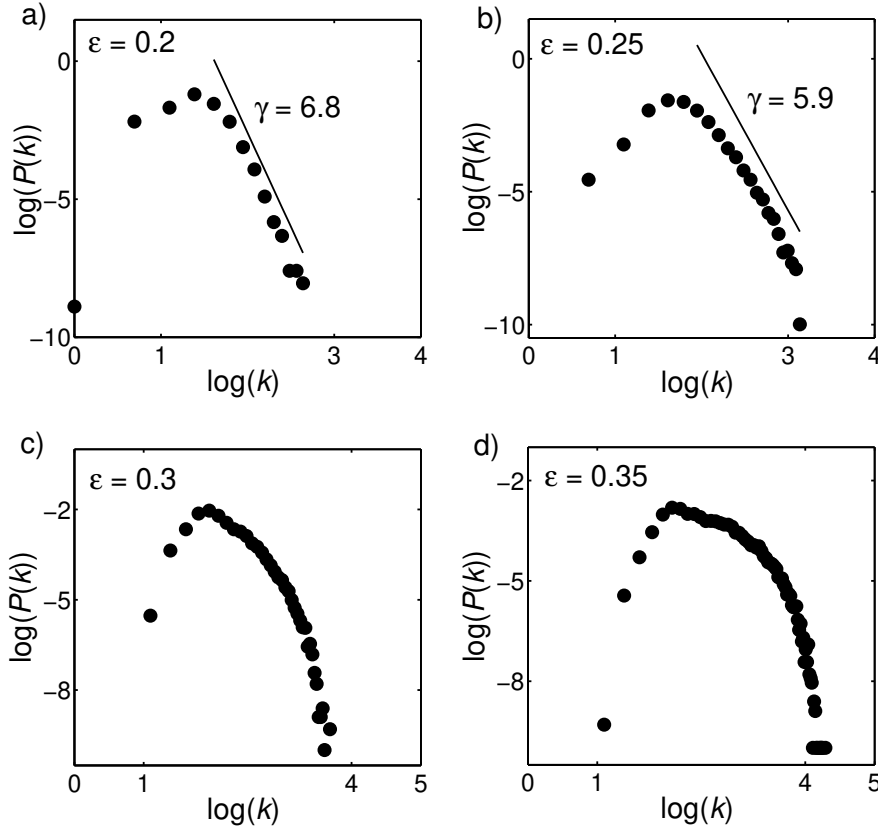 a)
ε = 0.2
γ = 6.8
0
−5
−10
log(P(k))
0
1
3
4
log(k)
b)
ε = 0.25
γ = 5.9
0
−5
−10
log(P(k))
0
1
3
4
log(k)
c)
ε = 0.3
−2
−5
−8
log(P(k))
0
1
4
5
log(k)
d)
ε = 0.35
−2
−5
−8
log(P(k))
0
1
4
5
log(k)